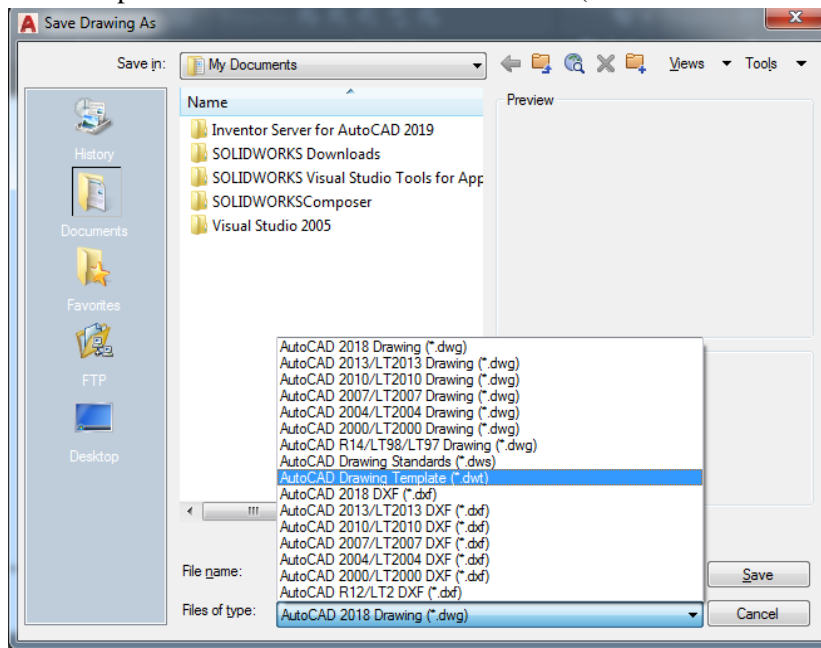 Save Drawing As
Save in:
My Documents
Views
Tools
History
Documents
Favorites
FTP
Desktop
Name
Inventor Server for AutoCAD 2019
SOLIDWORKS Downloads
SOLIDWORKS Visual Studio Tools for App
SOLIDWORKSComposer
Visual Studio 2005
Preview
AutoCAD 2018 Drawing (*.dwg)
AutoCAD 2013/LT2013 Drawing (*.dwg)
AutoCAD 2010/LT2010 Drawing (*.dwg)
AutoCAD 2007/LT2007 Drawing (*.dwg)
AutoCAD 2004/LT2004 Drawing (*.dwg)
AutoCAD 2000/LT2000 Drawing (*.dwg)
AutoCAD R14/LT98/LT97 Drawing (*.dwg)
AutoCAD Drawing Standards (*.dws)
AutoCAD Drawing Template (*.dwt)
AutoCAD 2018 DXF (*.dxf)
AutoCAD 2013/LT2013 DXF (*.dxf)
AutoCAD 2010/LT2010 DXF (*.dxf)
AutoCAD 2007/LT2007 DXF (*.dxf)
AutoCAD 2004/LT2004 DXF (*.dxf)
AutoCAD 2000/LT2000 DXF (*.dxf)
AutoCAD R12/LT2 DXF (*.dxf)
File name:
Save
Files of type:
AutoCAD 2018 Drawing (*.dwg)
Cancel